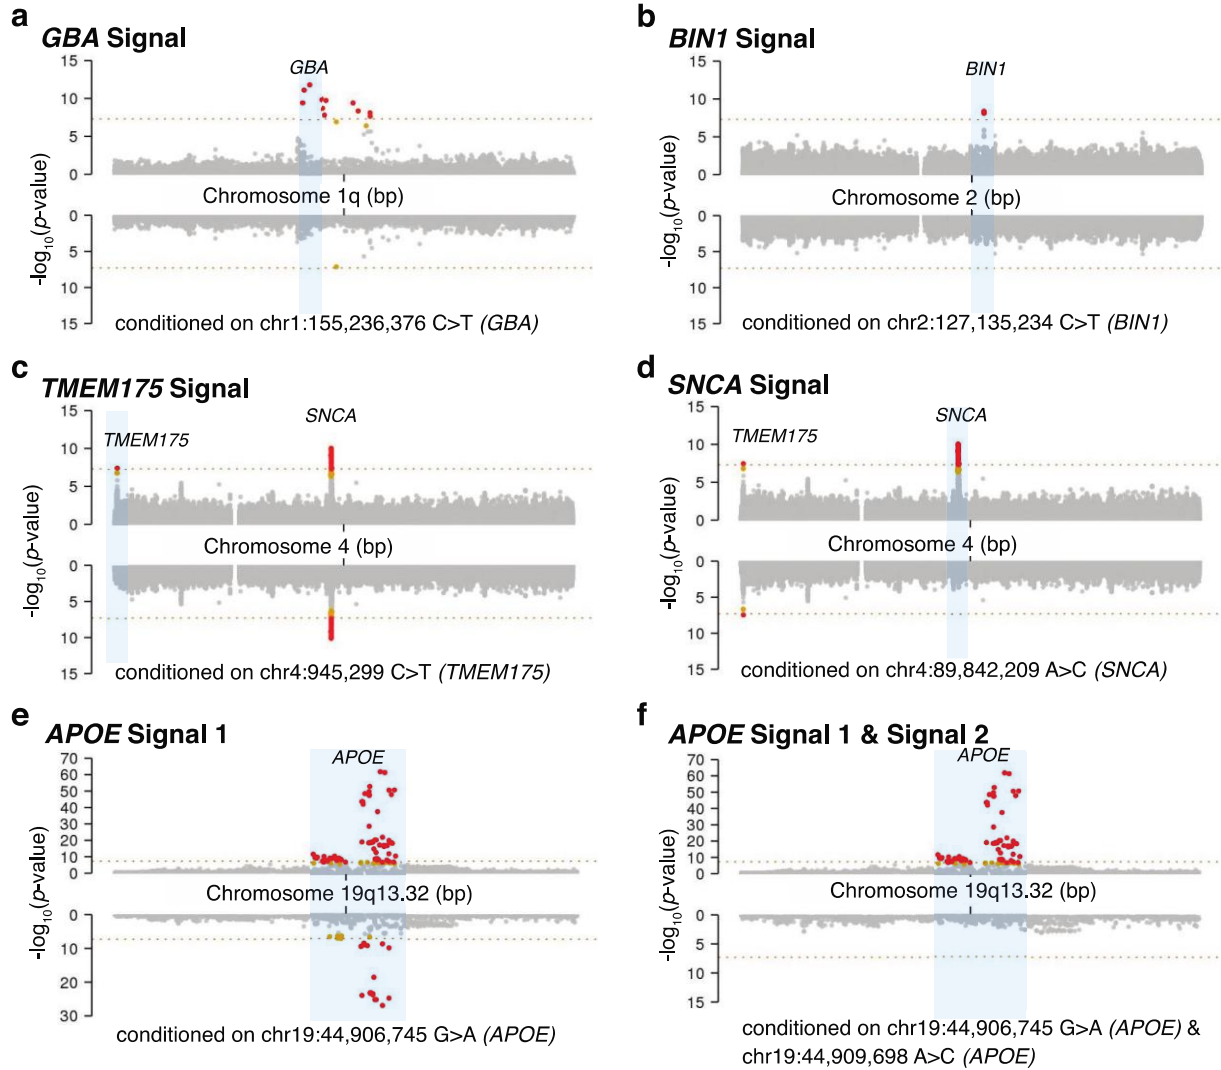 a
GBA Signal
GBA
15
10
5
0
-log10(p-value)
Chromosome 1q (bp)
0
5
10
15
conditioned on chr1:155,236,376 C>T (GBA)
b
BIN1 Signal
BIN1
15
10
5
0
-log10(p-value)
Chromosome 2 (bp)
0
5
10
15
conditioned on chr2:127,135,234 C>T (BIN1)
c
TMEM175 Signal
SNCA
TMEM175
15
10
5
0
-log10(p-value)
Chromosome 4 (bp)
0
5
10
15
conditioned on chr4:945,299 C>T (TMEM175)
d
SNCA Signal
SNCA
TMEM175
15
10
5
0
-log10(p-value)
Chromosome 4 (bp)
0
5
10
15
conditioned on chr4:89,842,209 A>C (SNCA)
e
APOE Signal 1
APOE
70
60
50
40
30
20
10
0
-log10(p-value)
Chromosome 19q13.32 (bp)
0
10
20
30
conditioned on chr19:44,906,745 G>A (APOE)
f
APOE Signal 1 & Signal 2
APOE
70
60
50
40
30
20
10
0
-log10(p-value)
Chromosome 19q13.32 (bp)
0
5
10
15
conditioned on chr19:44,906,745 G>A (APOE) &
chr19:44,909,698 A>C (APOE)